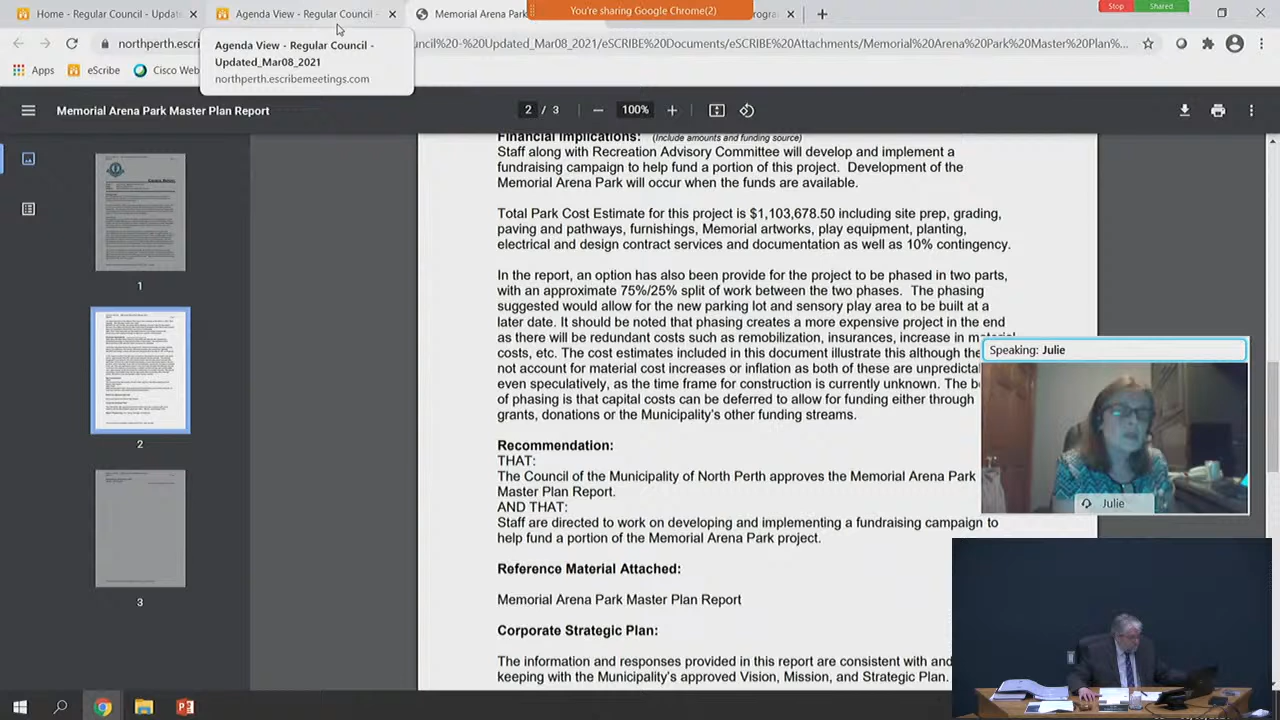 Home - Regular Council - Updat
Agenda View - Regular Council -
Memorial Arena Park
You're sharing Google Chrome(2)
Stop
Shared
northperth.escri
uncil%20-%20Updated_Mar08_2021/eSCRIBE%20Documents/eSCRIBE%20Attachments/Memorial%20Arena%20Park%20Master%20Plan%...
Agenda View - Regular Council -
Updated_Mar08_2021
northperth.escribemeetings.com
Apps
eScribe
Cisco Web
Memorial Arena Park Master Plan Report
2 / 3
100%
Financial Implications: (Include amounts and funding source)
Staff along with Recreation Advisory Committee will develop and implement a
fundraising campaign to help fund a portion of this project. Development of the
Memorial Arena Park will occur when the funds are available.
Total Park Cost Estimate for this project is $1,103,678.50 including site prep, grading,
paving and pathways, furnishings, Memorial artworks, play equipment, planting,
electrical and design contract services and documentation as well as 10% contingency.
In the report, an option has also been provide for the project to be phased in two parts,
with an approximate 75%/25% split of work between the two phases. The phasing
suggested would allow for the new parking lot and sensory play area to be built at a
later date. It should be noted that phasing creates a more expensive project in the end
as there will be redundant costs such as remobilization, insurances, increase in
costs, etc. The cost estimates included in this document illustrate this although
not account for material cost increases or inflation as both of these are
even speculatively, as the time frame for construction is currently unknown. The
of phasing is that capital costs can be deferred to allow for funding either through
grants, donations or the Municipality's other funding streams.
Recommendation:
THAT:
The Council of the Municipality of North Perth approves the Memorial Arena Park
Master Plan Report.
AND THAT:
Staff are directed to work on developing and implementing a fundraising campaign to
help fund a portion of the Memorial Arena Park project.
Reference Material Attached:
Memorial Arena Park Master Plan Report
Corporate Strategic Plan:
The information and responses provided in this report are consistent with and
keeping with the Municipality's approved Vision, Mission, and Strategic Plan.
1
2
3
Speaking: Julie
Julie